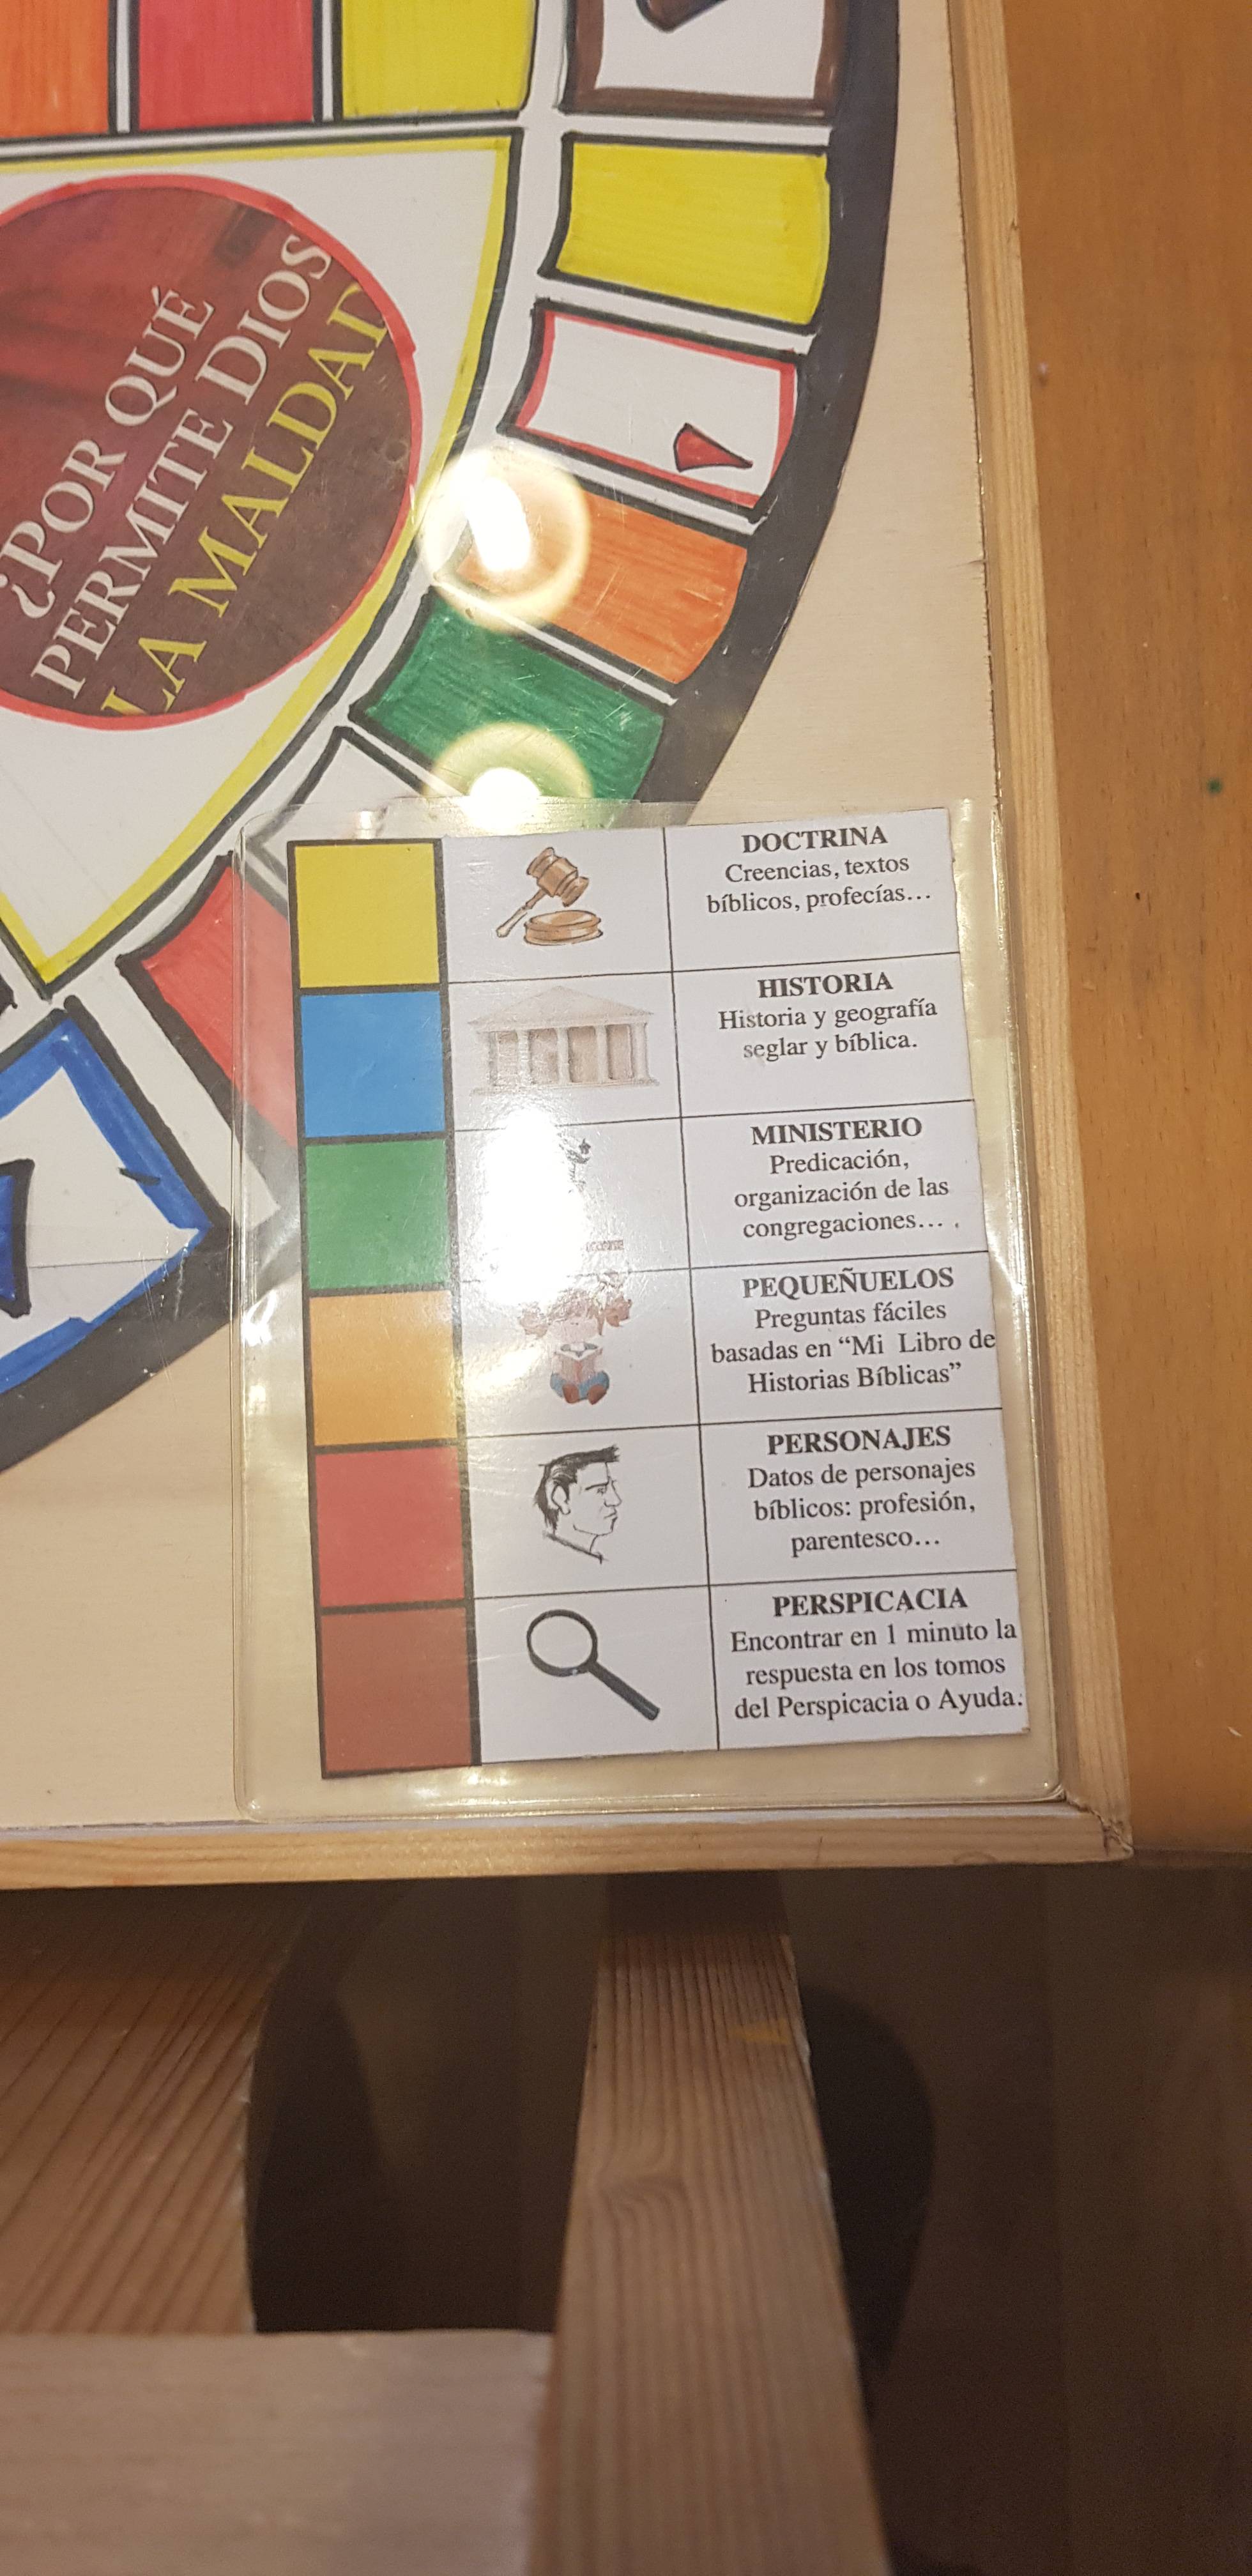 ¿POR QUÉ
PERMITE DIOS
LA MALDAD
DOCTRINA
Creencias, textos
bíblicos, profecías…
HISTORIA
Historia y geografía
seglar y bíblica.
MINISTERIO
Predicación,
organización de las
congregaciones… .
PEQUEÑUELOS
Preguntas fáciles
basadas en “Mi Libro de
Historias Bíblicas”
PERSONAJES
Datos de personajes
bíblicos: profesión,
parentesco…
PERSPICACIA
Encontrar en 1 minuto la
respuesta en los tomos
del Perspicacia o Ayuda.